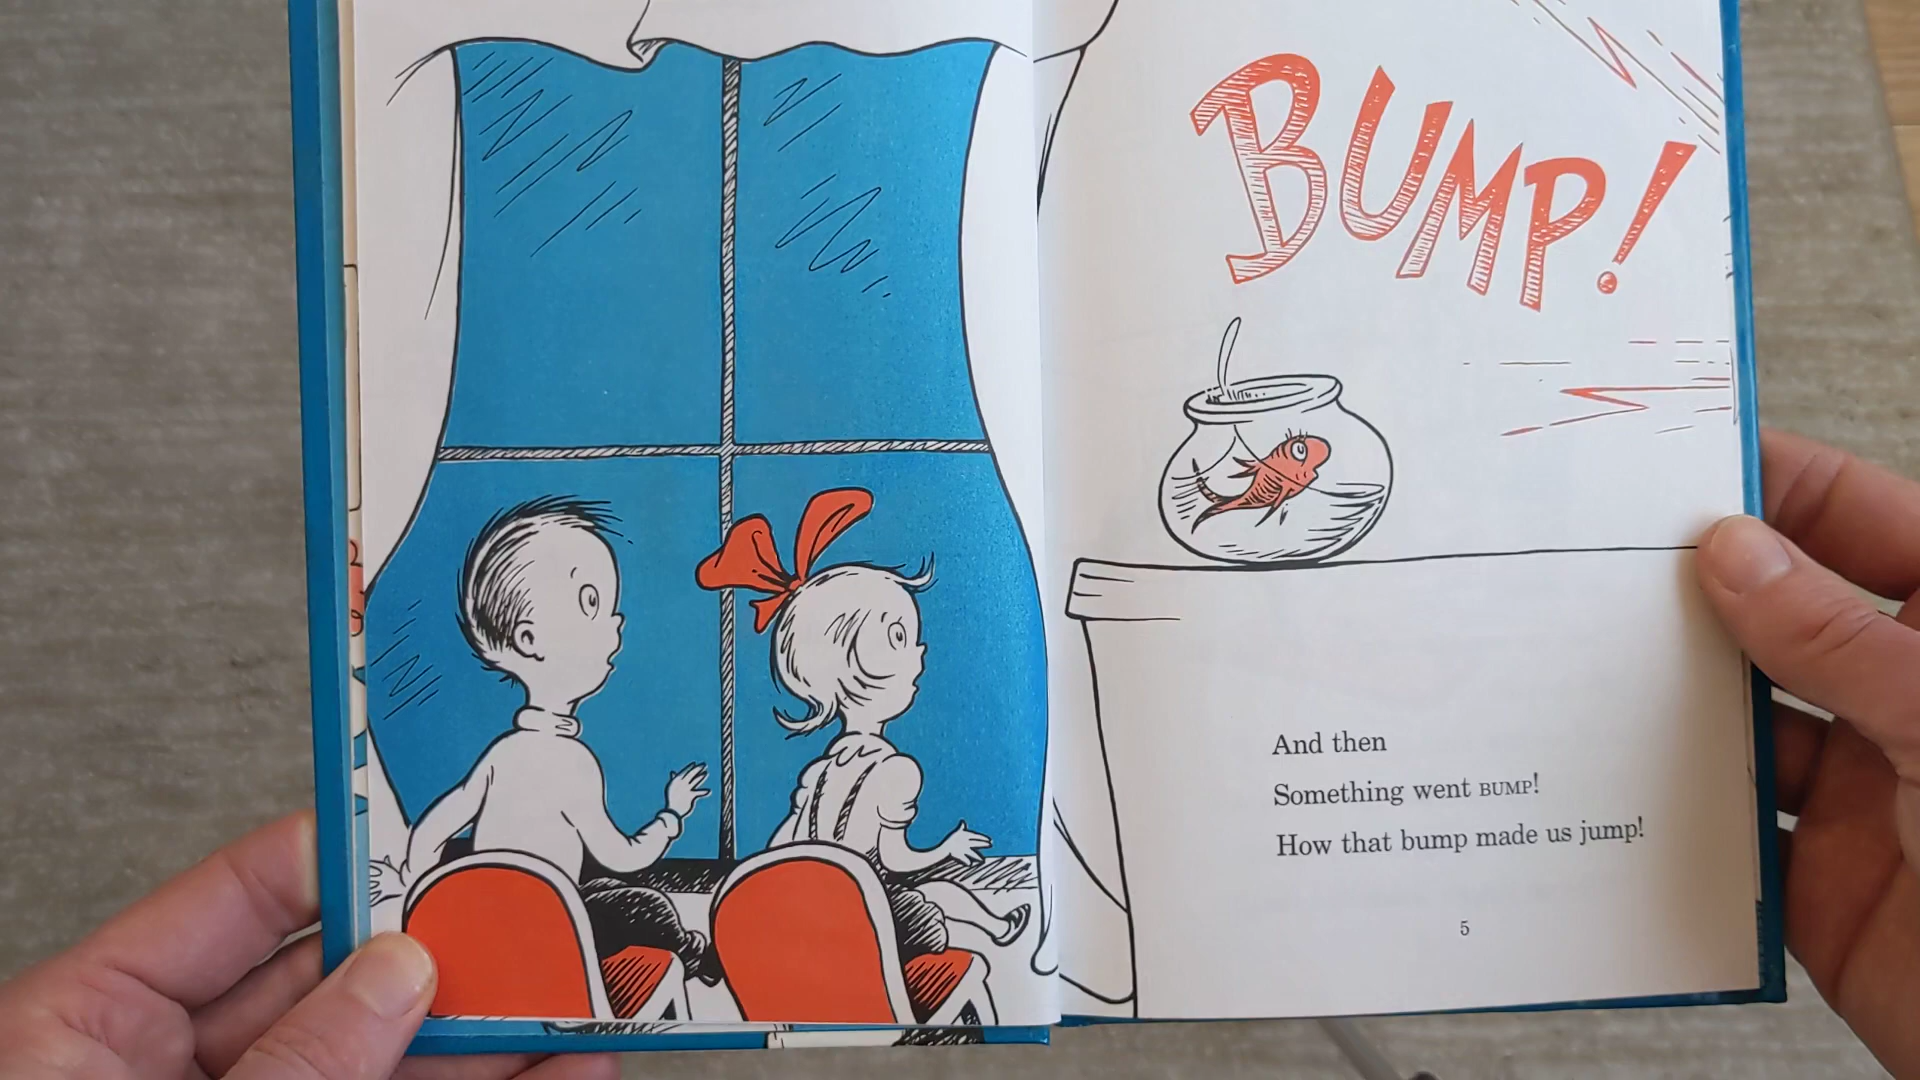 BUMP!
And then
Something went BUMP!
How that bump made us jump!
5